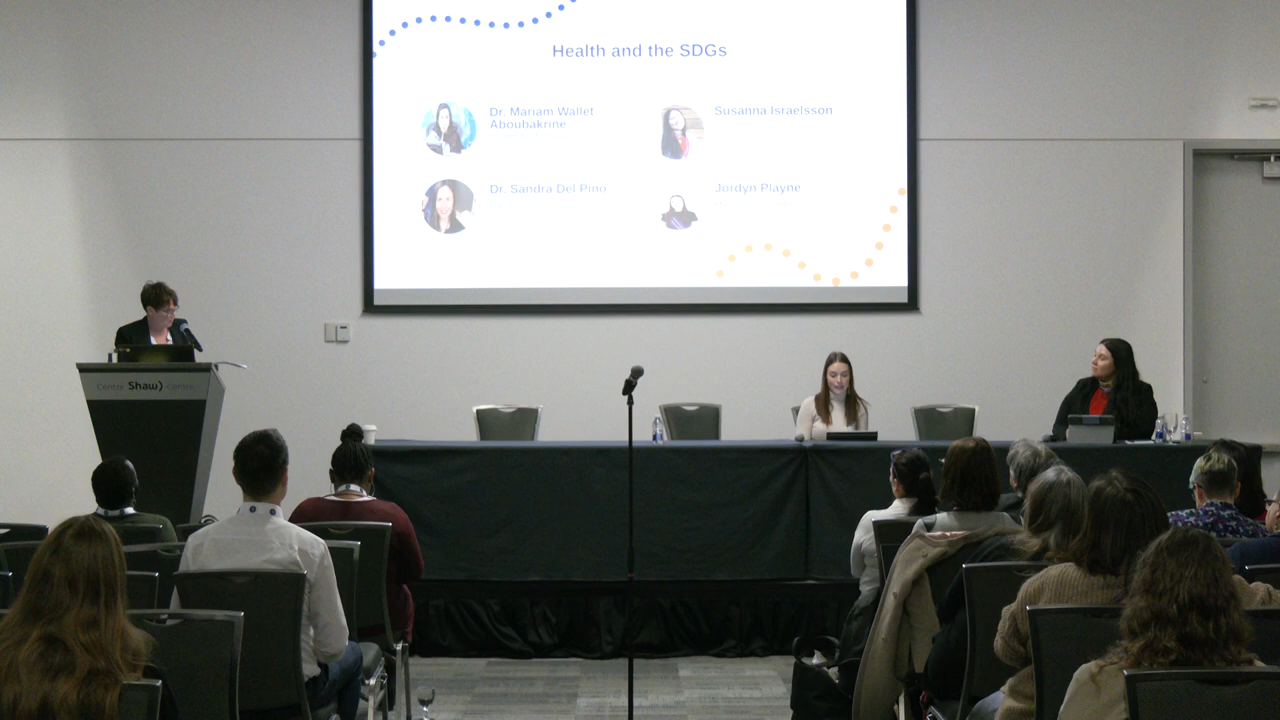 Health and the SDGs
Dr. Mariam Wallet
Aboubakrine
Susanna Israelsson
Dr. Sandra Del Pino
Jordyn Playne
Centre Shaw) Centre